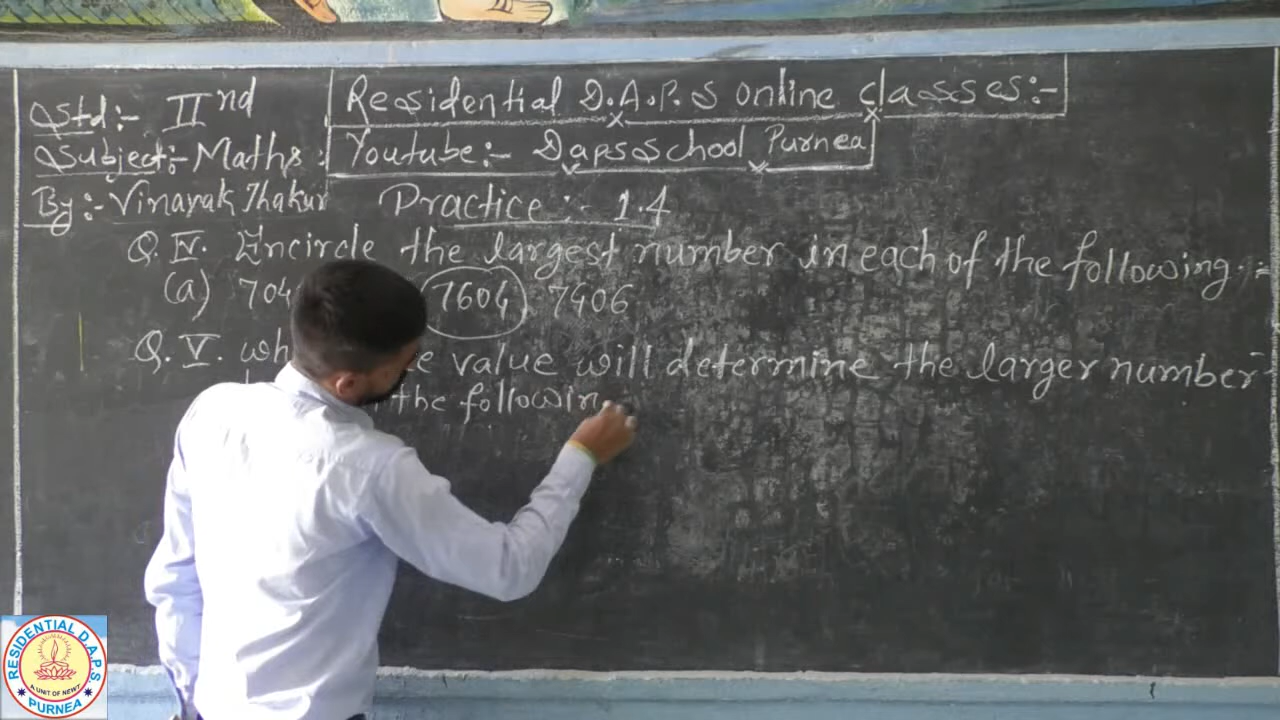 Std:- IInd
Residential D.A.P.S online classes:-
Subject:- Maths:
Youtube:- Dapsschool Purnea
By:- Vinayak Thakur
Practice:- 1.4
Q.IV. Encircle the largest number in each of the following:-
(a) 7604 7406
Q.V. value will determine the larger number-
the followin
RESIDENTIAL D.A.P.S
A UNIT OF NEWT
PURNEA